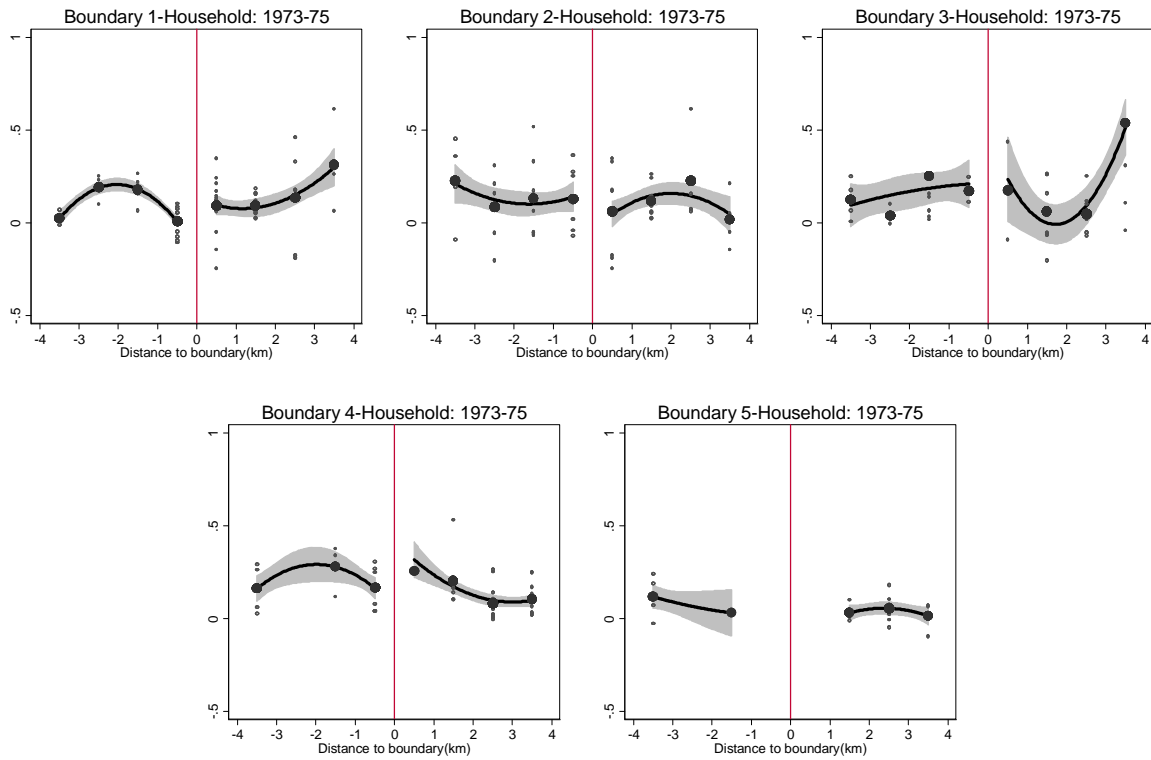 Boundary 1-Household: 1973-75
1
.5
0
-.5
-4 -3 -2 -1 0 1 2 3 4
Distance to boundary(km)
Boundary 2-Household: 1973-75
1
.5
0
-.5
-4 -3 -2 -1 0 1 2 3 4
Distance to boundary(km)
Boundary 3-Household: 1973-75
1
.5
0
-.5
-4 -3 -2 -1 0 1 2 3 4
Distance to boundary(km)
Boundary 4-Household: 1973-75
1
.5
0
-.5
-4 -3 -2 -1 0 1 2 3 4
Distance to boundary(km)
Boundary 5-Household: 1973-75
1
.5
0
-.5
-4 -3 -2 -1 0 1 2 3 4
Distance to boundary(km)